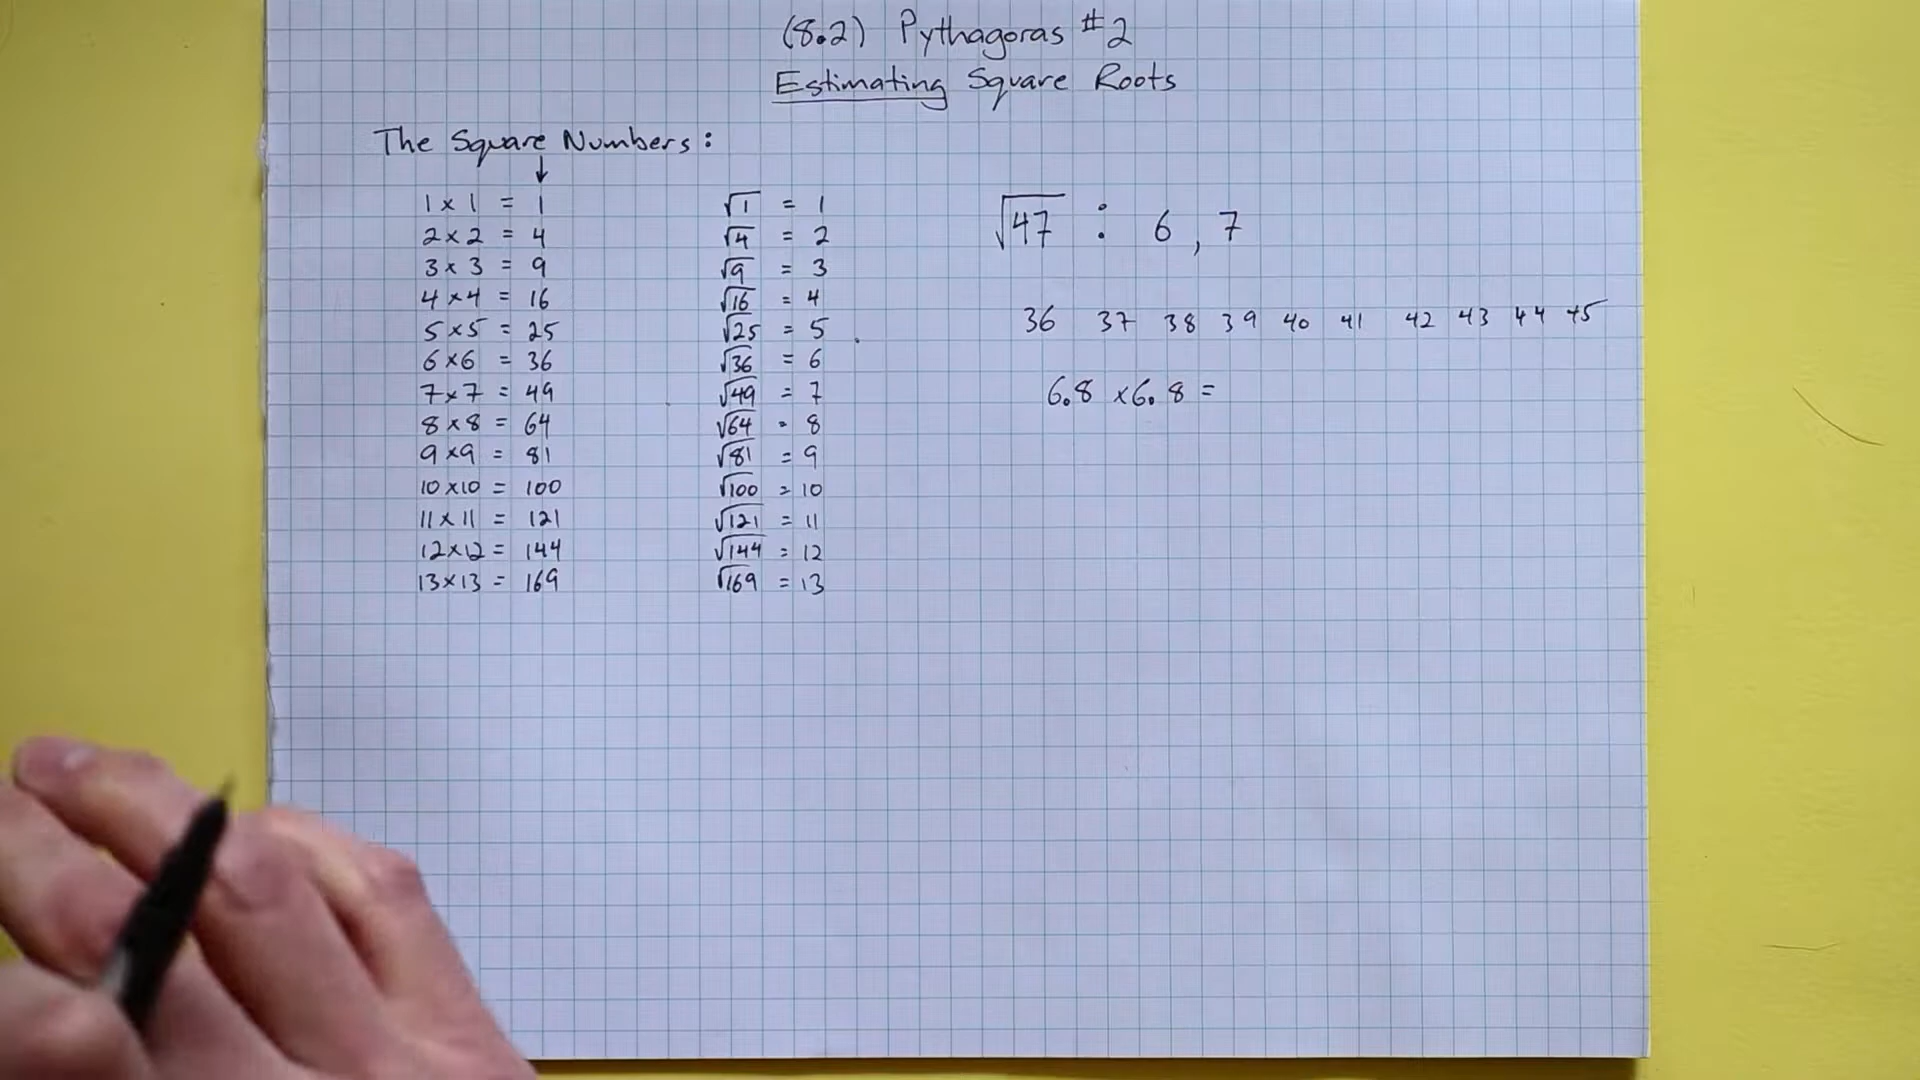 (8.2) Pythagoras #2
Estimating Square Roots
The Square Numbers:
↓
1 x 1 = 1
2 x 2 = 4
3 x 3 = 9
4 x 4 = 16
5 x 5 = 25
6 x 6 = 36
7 x 7 = 49
8 x 8 = 64
9 x 9 = 81
10 x 10 = 100
11 x 11 = 121
12 x 12 = 144
13 x 13 = 169
√1 = 1
√4 = 2
√9 = 3
√16 = 4
√25 = 5
√36 = 6
√49 = 7
√64 = 8
√81 = 9
√100 = 10
√121 = 11
√144 = 12
√169 = 13
√47 : 6, 7
36 37 38 39 40 41 42 43 44 45
6.8 x 6.8 =